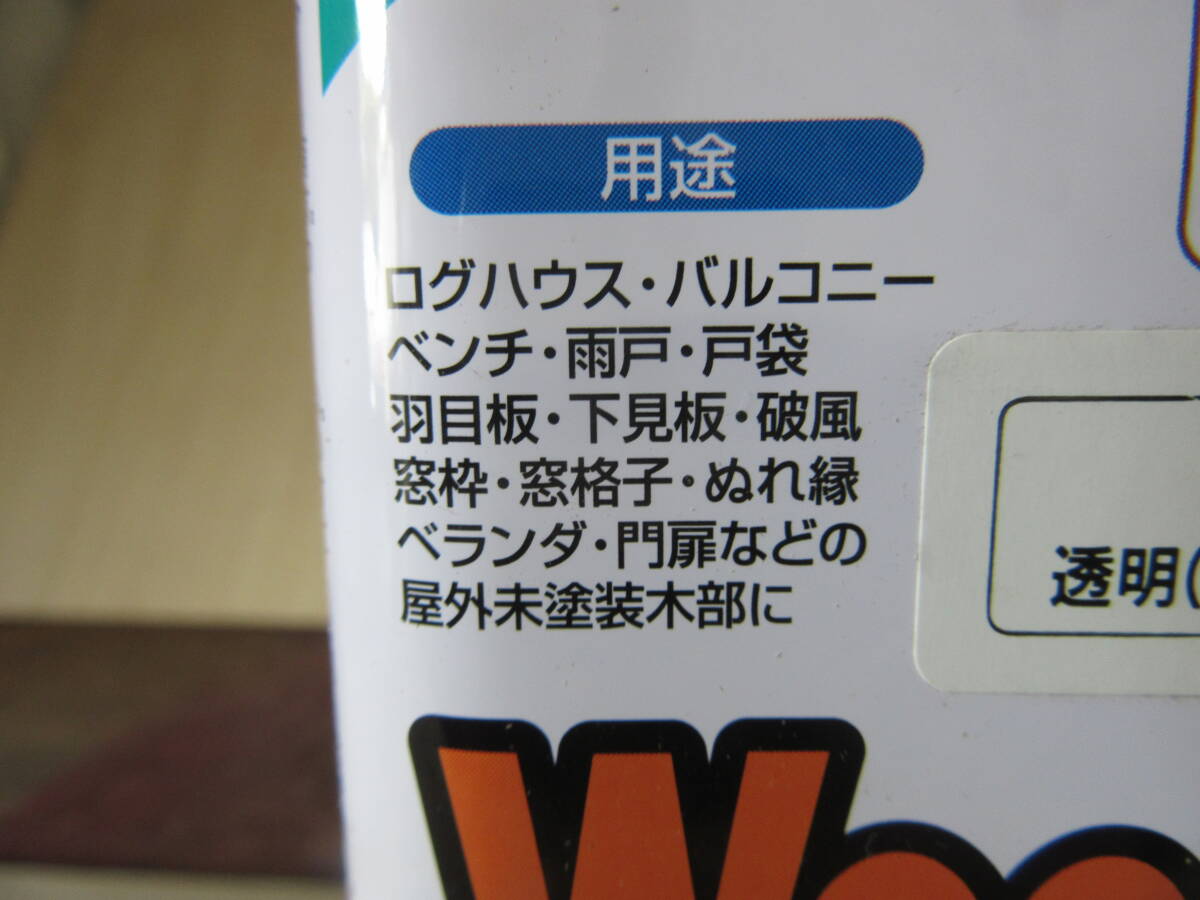 用途
ログハウス・バルコニー
ベンチ・雨戸・戸袋
羽目板・下見板・破風
窓枠・窓格子・ぬれ縁
ベランダ・門扉などの
屋外未塗装木部に
透明(